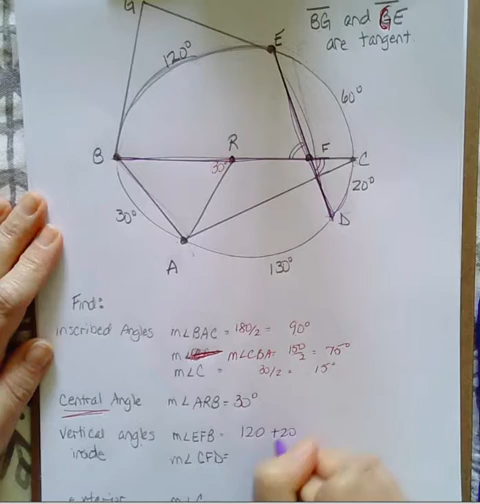 BG and GE
are tangent.
G
E
120°
60°
B
R
F
C
30°
20°
30°
D
A
130°
Find:
inscribed Angles m∠BAC = 180/2 = 90°
m∠CBA = 150/2 = 75°
m∠C = 30/2 = 15°
Central Angle m∠ARB = 30°
vertical angles m∠EFB = 120 + 20
inside m∠CFD=